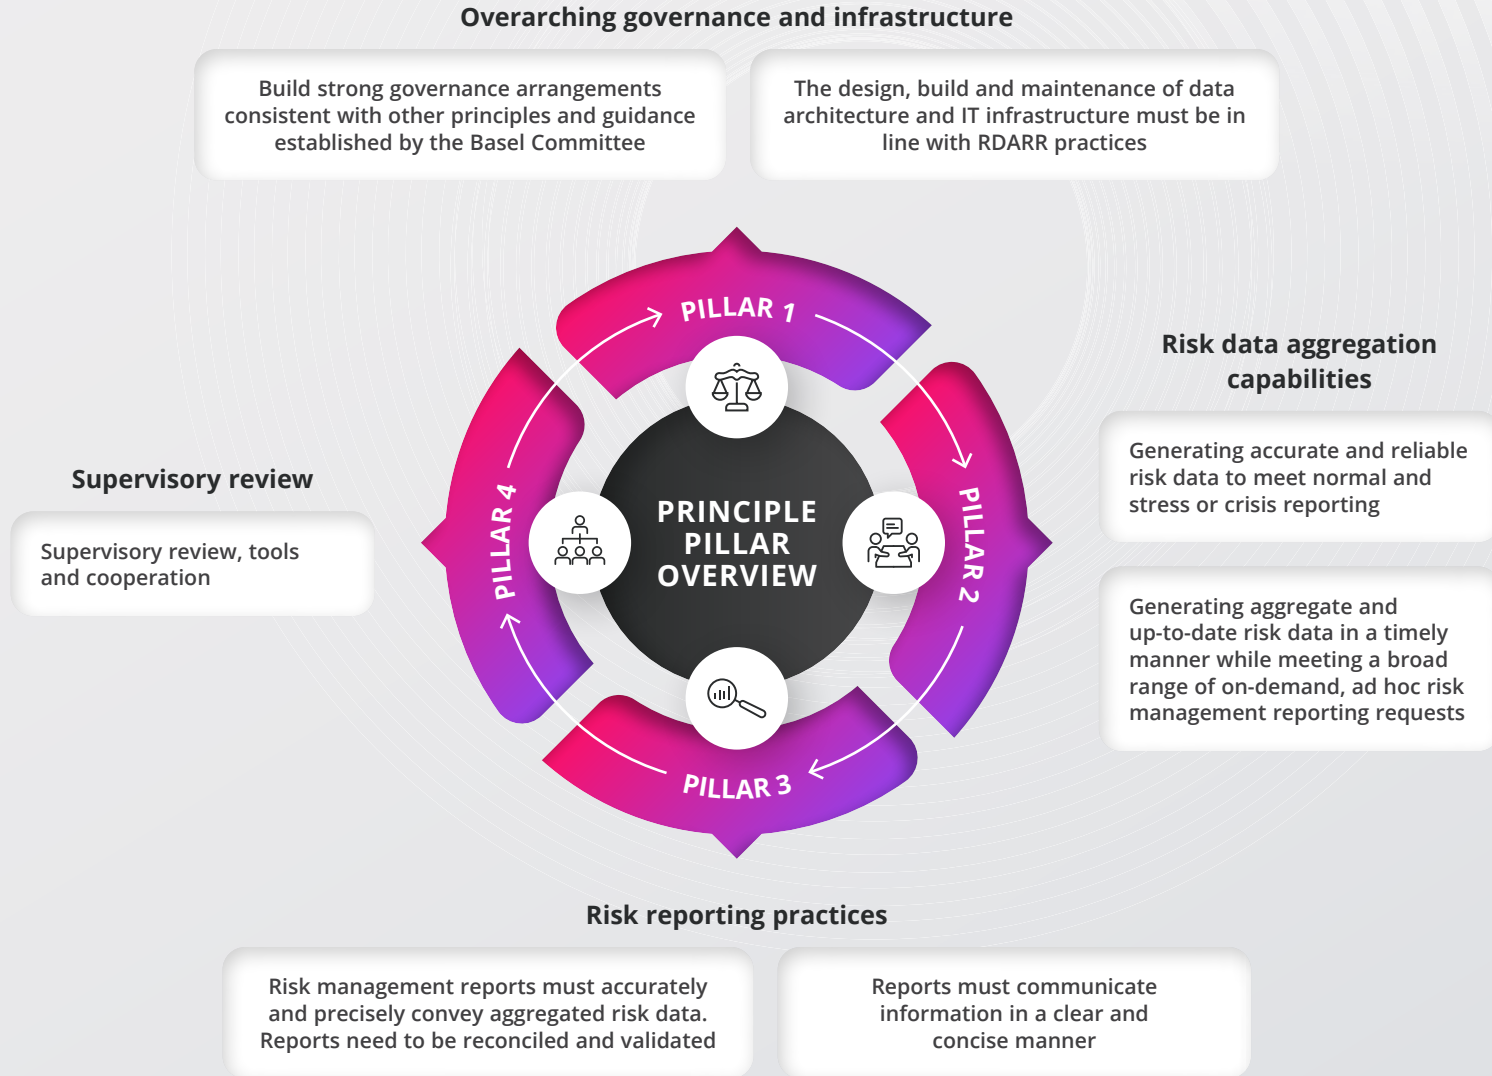 Overarching governance and infrastructure
Build strong governance arrangements
consistent with other principles and guidance
established by the Basel Committee
The design, build and maintenance of data
architecture and IT infrastructure must be in
line with RDARR practices
PILLAR 1
Risk data aggregation
capabilities
Generating accurate and reliable
risk data to meet normal and
stress or crisis reporting
Generating aggregate and
up-to-date risk data in a timely
manner while meeting a broad
range of on-demand, ad hoc risk
management reporting requests
PILLAR 2
PRINCIPLE
PILLAR
OVERVIEW
Supervisory review
Supervisory review, tools
and cooperation
PILLAR 4
PILLAR 3
Risk reporting practices
Risk management reports must accurately
and precisely convey aggregated risk data.
Reports need to be reconciled and validated
Reports must communicate
information in a clear and
concise manner